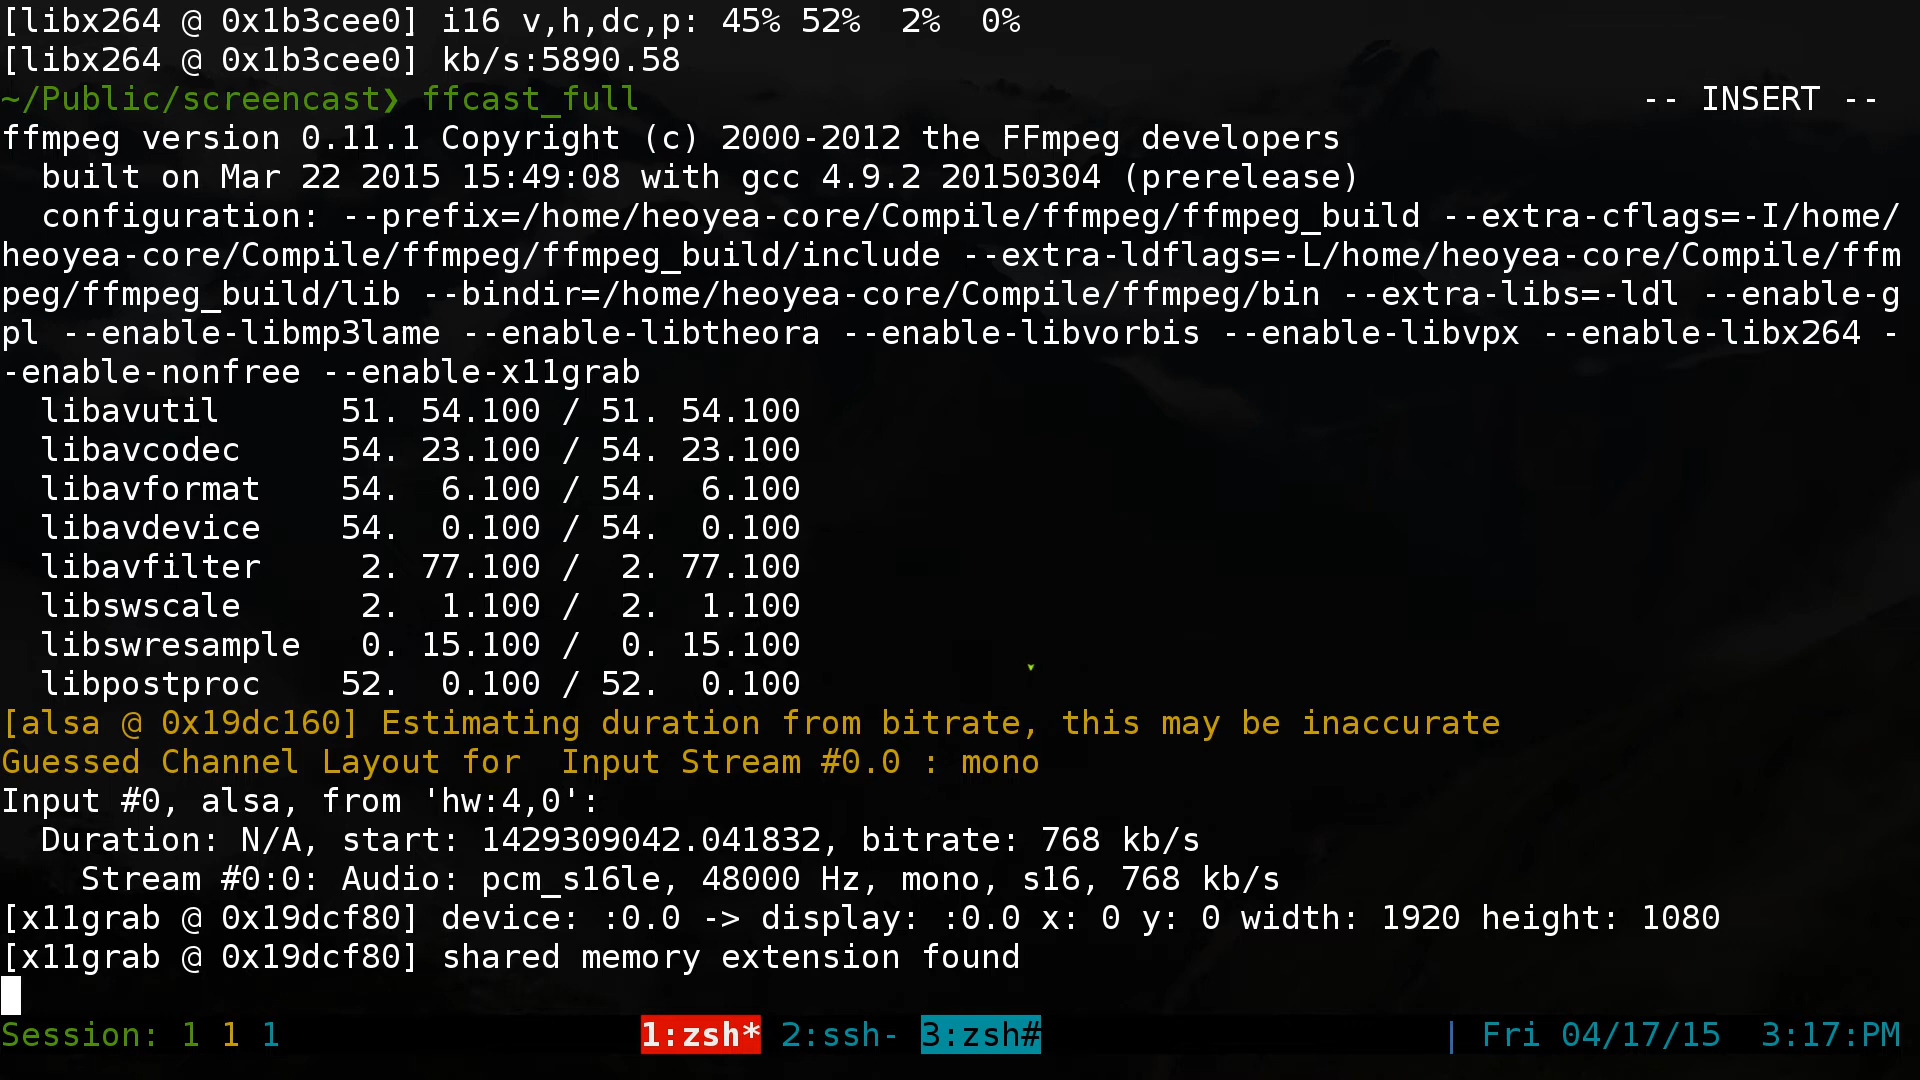 [libx264 @ 0x1b3cee0] i16 v,h,dc,p: 45% 52%  2%  0%
[libx264 @ 0x1b3cee0] kb/s:5890.58
~/Public/screencast❯ ffcast_full                                                  -- INSERT --
ffmpeg version 0.11.1 Copyright (c) 2000-2012 the FFmpeg developers
  built on Mar 22 2015 15:49:08 with gcc 4.9.2 20150304 (prerelease)
  configuration: --prefix=/home/heoyea-core/Compile/ffmpeg/ffmpeg_build --extra-cflags=-I/home/
heoyea-core/Compile/ffmpeg/ffmpeg_build/include --extra-ldflags=-L/home/heoyea-core/Compile/ffm
peg/ffmpeg_build/lib --bindir=/home/heoyea-core/Compile/ffmpeg/bin --extra-libs=-ldl --enable-g
pl --enable-libmp3lame --enable-libtheora --enable-libvorbis --enable-libvpx --enable-libx264 -
-enable-nonfree --enable-x11grab
  libavutil      51. 54.100 / 51. 54.100
  libavcodec     54. 23.100 / 54. 23.100
  libavformat    54.  6.100 / 54.  6.100
  libavdevice    54.  0.100 / 54.  0.100
  libavfilter     2. 77.100 /  2. 77.100
  libswscale      2.  1.100 /  2.  1.100
  libswresample   0. 15.100 /  0. 15.100
  libpostproc    52.  0.100 / 52.  0.100
[alsa @ 0x19dc160] Estimating duration from bitrate, this may be inaccurate
Guessed Channel Layout for  Input Stream #0.0 : mono
Input #0, alsa, from 'hw:4,0':
  Duration: N/A, start: 1429309042.041832, bitrate: 768 kb/s
    Stream #0:0: Audio: pcm_s16le, 48000 Hz, mono, s16, 768 kb/s
[x11grab @ 0x19dcf80] device: :0.0 -> display: :0.0 x: 0 y: 0 width: 1920 height: 1080
[x11grab @ 0x19dcf80] shared memory extension found
Session: 1 1 1                  1:zsh* 2:ssh- 3:zsh#                    | Fri 04/17/15  3:17:PM